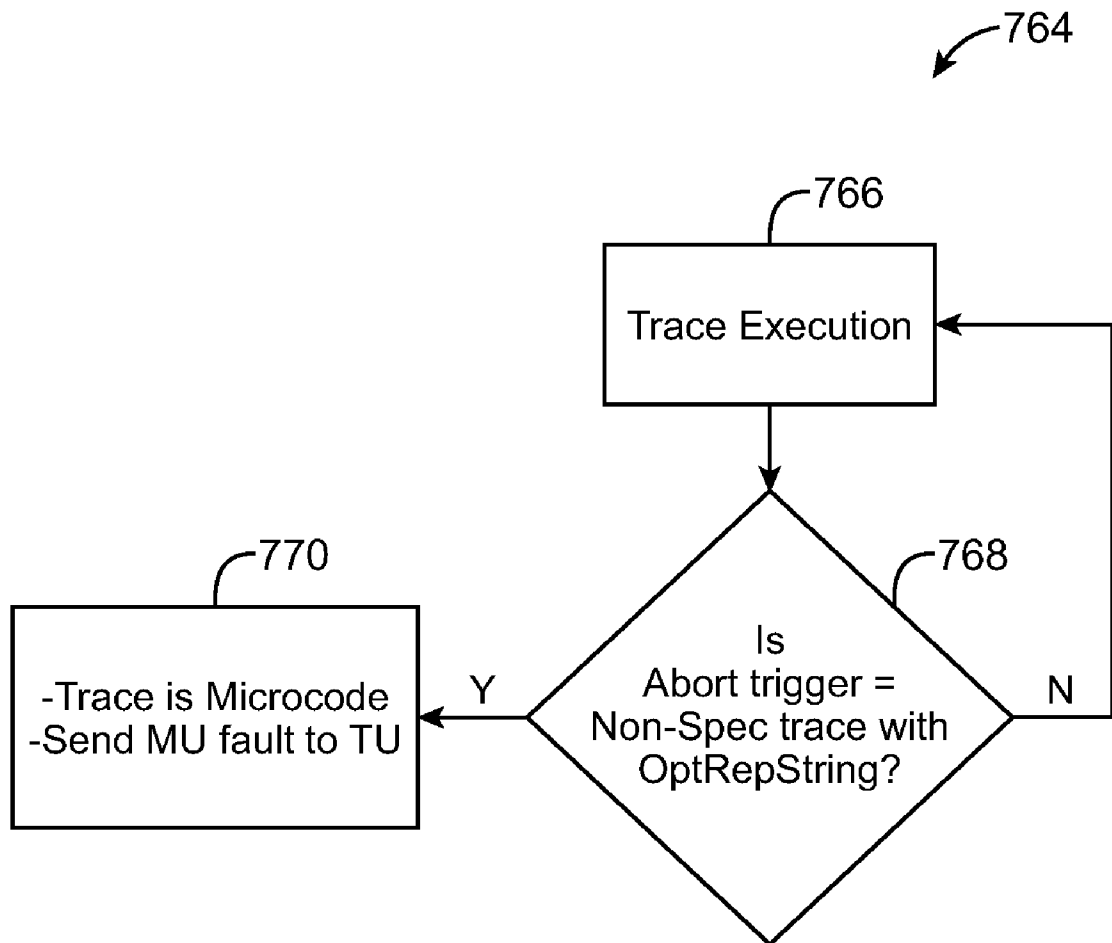 764
766
Trace Execution
768
Is
Abort trigger =
Non-Spec trace with
OptRepString?
N
Y
770
-Trace is Microcode
-Send MU fault to TU